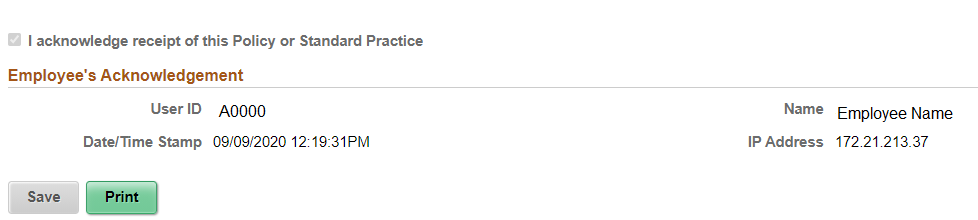 I acknowledge receipt of this Policy or Standard Practice
Employee's Acknowledgement
User ID A0000 Name Employee Name
Date/Time Stamp 09/09/2020 12:19:31PM IP Address 172.21.213.37
Save Print